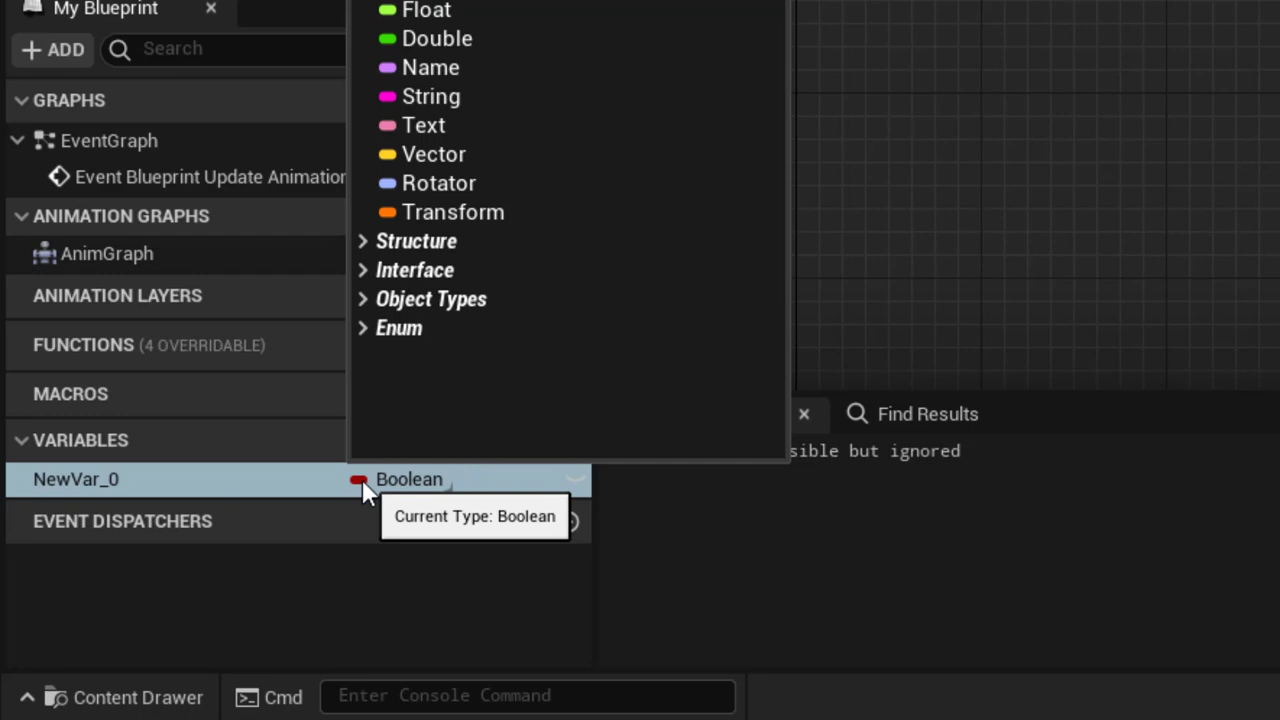 My Blueprint
ADD
Search
GRAPHS
EventGraph
Event Blueprint Update Animation
ANIMATION GRAPHS
AnimGraph
ANIMATION LAYERS
FUNCTIONS (4 OVERRIDABLE)
MACROS
VARIABLES
NewVar_0
Boolean
EVENT DISPATCHERS
Float
Double
Name
String
Text
Vector
Rotator
Transform
Structure
Interface
Object Types
Enum
Current Type: Boolean
Find Results
sible but ignored
Content Drawer
Cmd
Enter Console Command